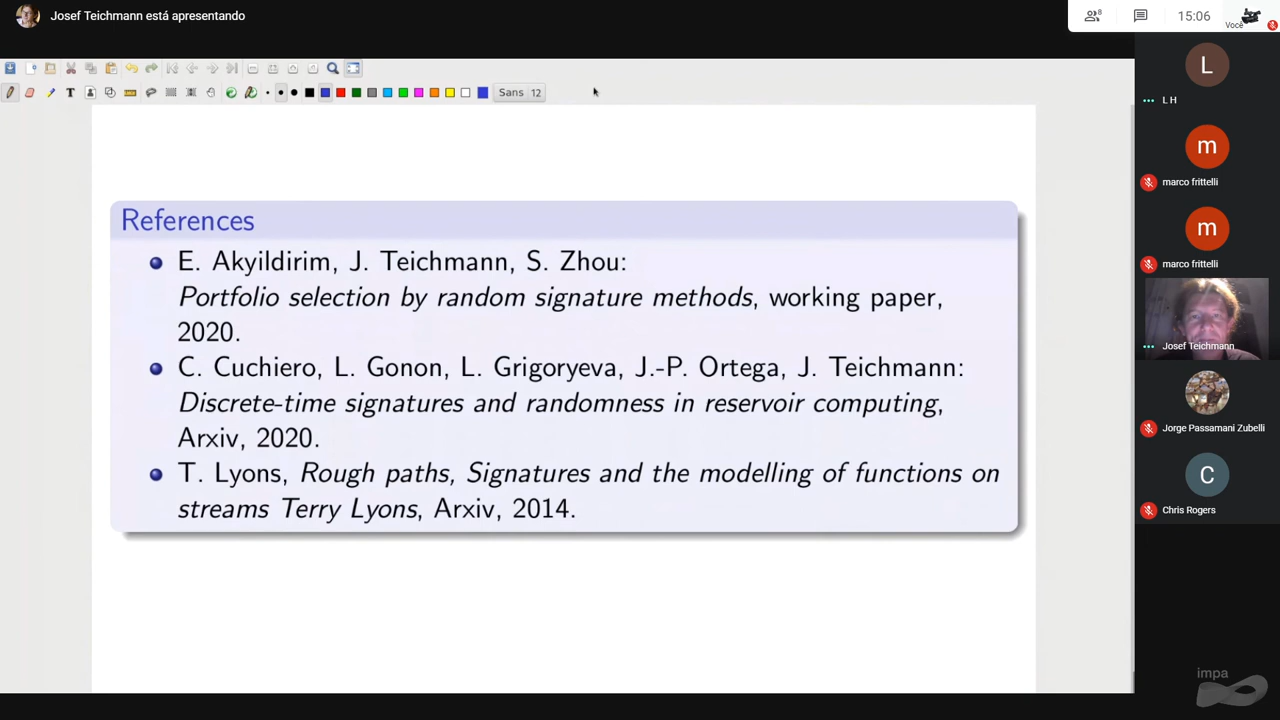 Josef Teichmann está apresentando
8
15:06
Você
Sans 12
L
L H
References
m
marco frittelli
E. Akyildirim, J. Teichmann, S. Zhou:
Portfolio selection by random signature methods, working paper,
2020.
m
marco frittelli
C. Cuchiero, L. Gonon, L. Grigoryeva, J.-P. Ortega, J. Teichmann:
Discrete-time signatures and randomness in reservoir computing,
Arxiv, 2020.
Josef Teichmann
T. Lyons, Rough paths, Signatures and the modelling of functions on
streams Terry Lyons, Arxiv, 2014.
Jorge Passamani Zubelli
C
Chris Rogers
impa